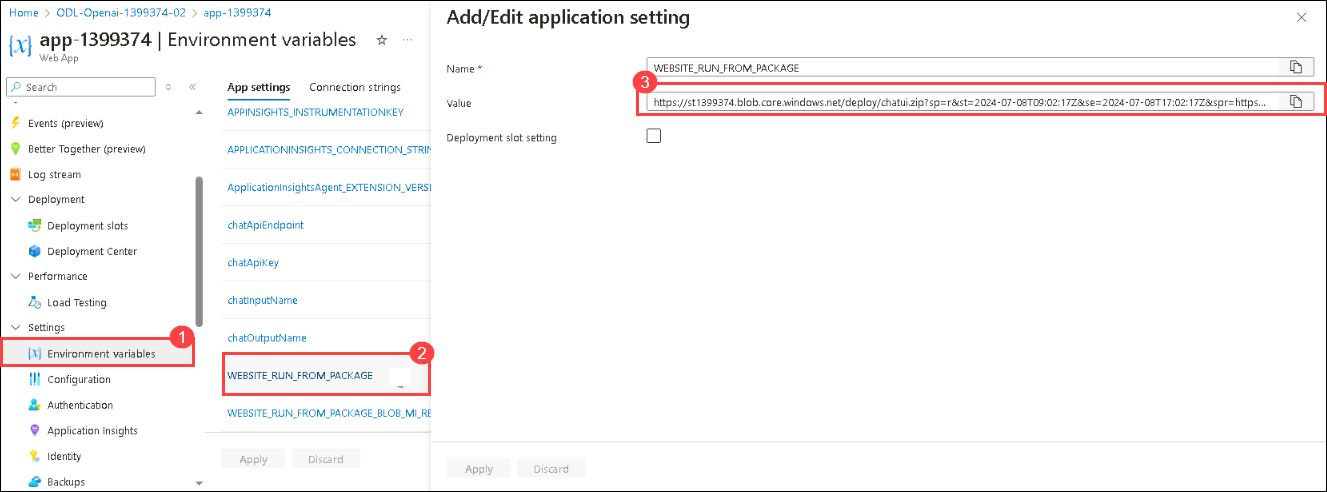 Home > ODL-Openai-1399374-02 > app-1399374
app-1399374 | Environment variables
Web App
Search
Events (preview)
Better Together (preview)
Log stream
Deployment
Deployment slots
Deployment Center
Performance
Load Testing
Settings
1
Environment variables
Configuration
Authentication
Application Insights
Identity
Backups
App settings Connection strings
APPINSIGHTS_INSTRUMENTATIONKEY
APPLICATIONINSIGHTS_CONNECTION_STRIN
ApplicationInsightsAgent_EXTENSION_VERSI
chatApiEndpoint
chatApiKey
chatInputName
chatOutputName
2
WEBSITE_RUN_FROM_PACKAGE
WEBSITE_RUN_FROM_PACKAGE_BLOB_MI_RE
Apply Discard
Add/Edit application setting
Name * WEBSITE_RUN_FROM_PACKAGE
3
Value https://st1399374.blob.core.windows.net/deploy/chatui.zip?sp=r&st=2024-07-08T09:02:17Z&se=2024-07-08T17:02:17Z&spr=https...
Deployment slot setting
Apply Discard